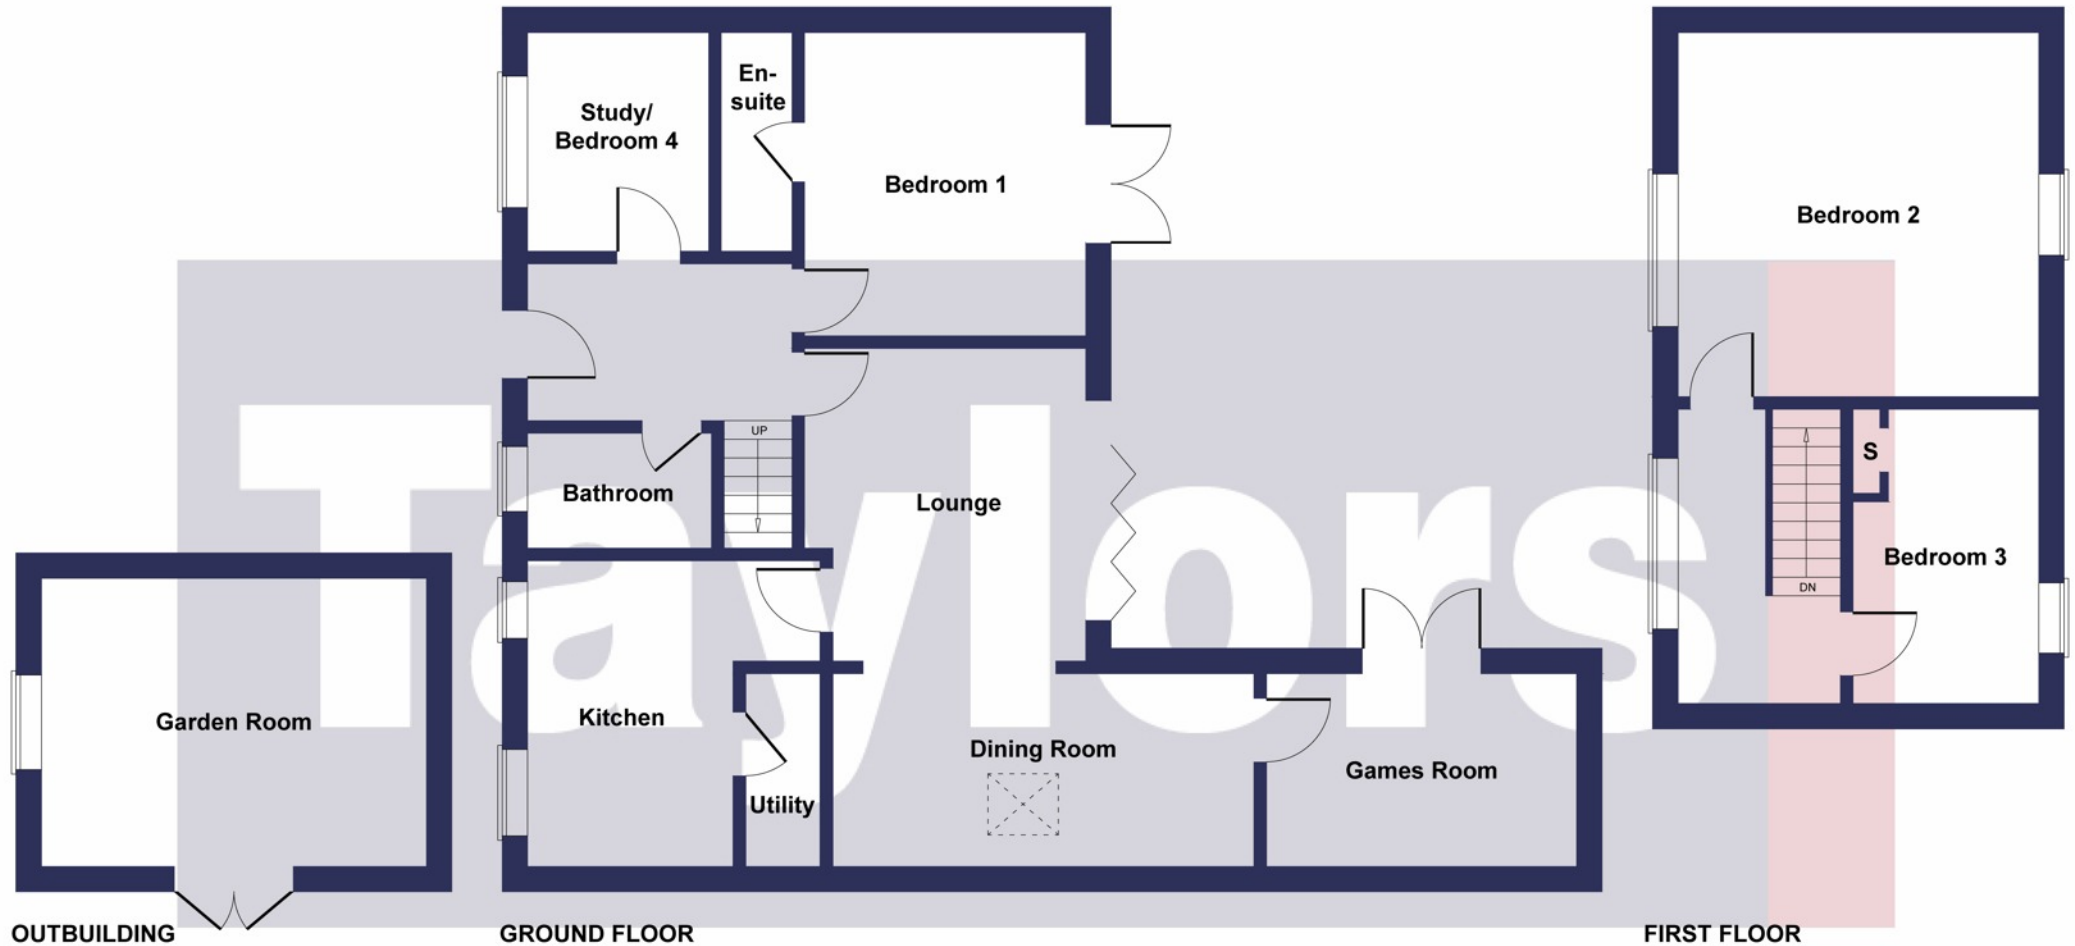 En-
suite
Study/
Bedroom 4
Bedroom 1
Bedroom 2
UP
S
Bathroom
Lounge
Taylors
Bedroom 3
DN
Garden Room
Kitchen
Dining Room
Games Room
Utility
OUTBUILDING
GROUND FLOOR
FIRST FLOOR